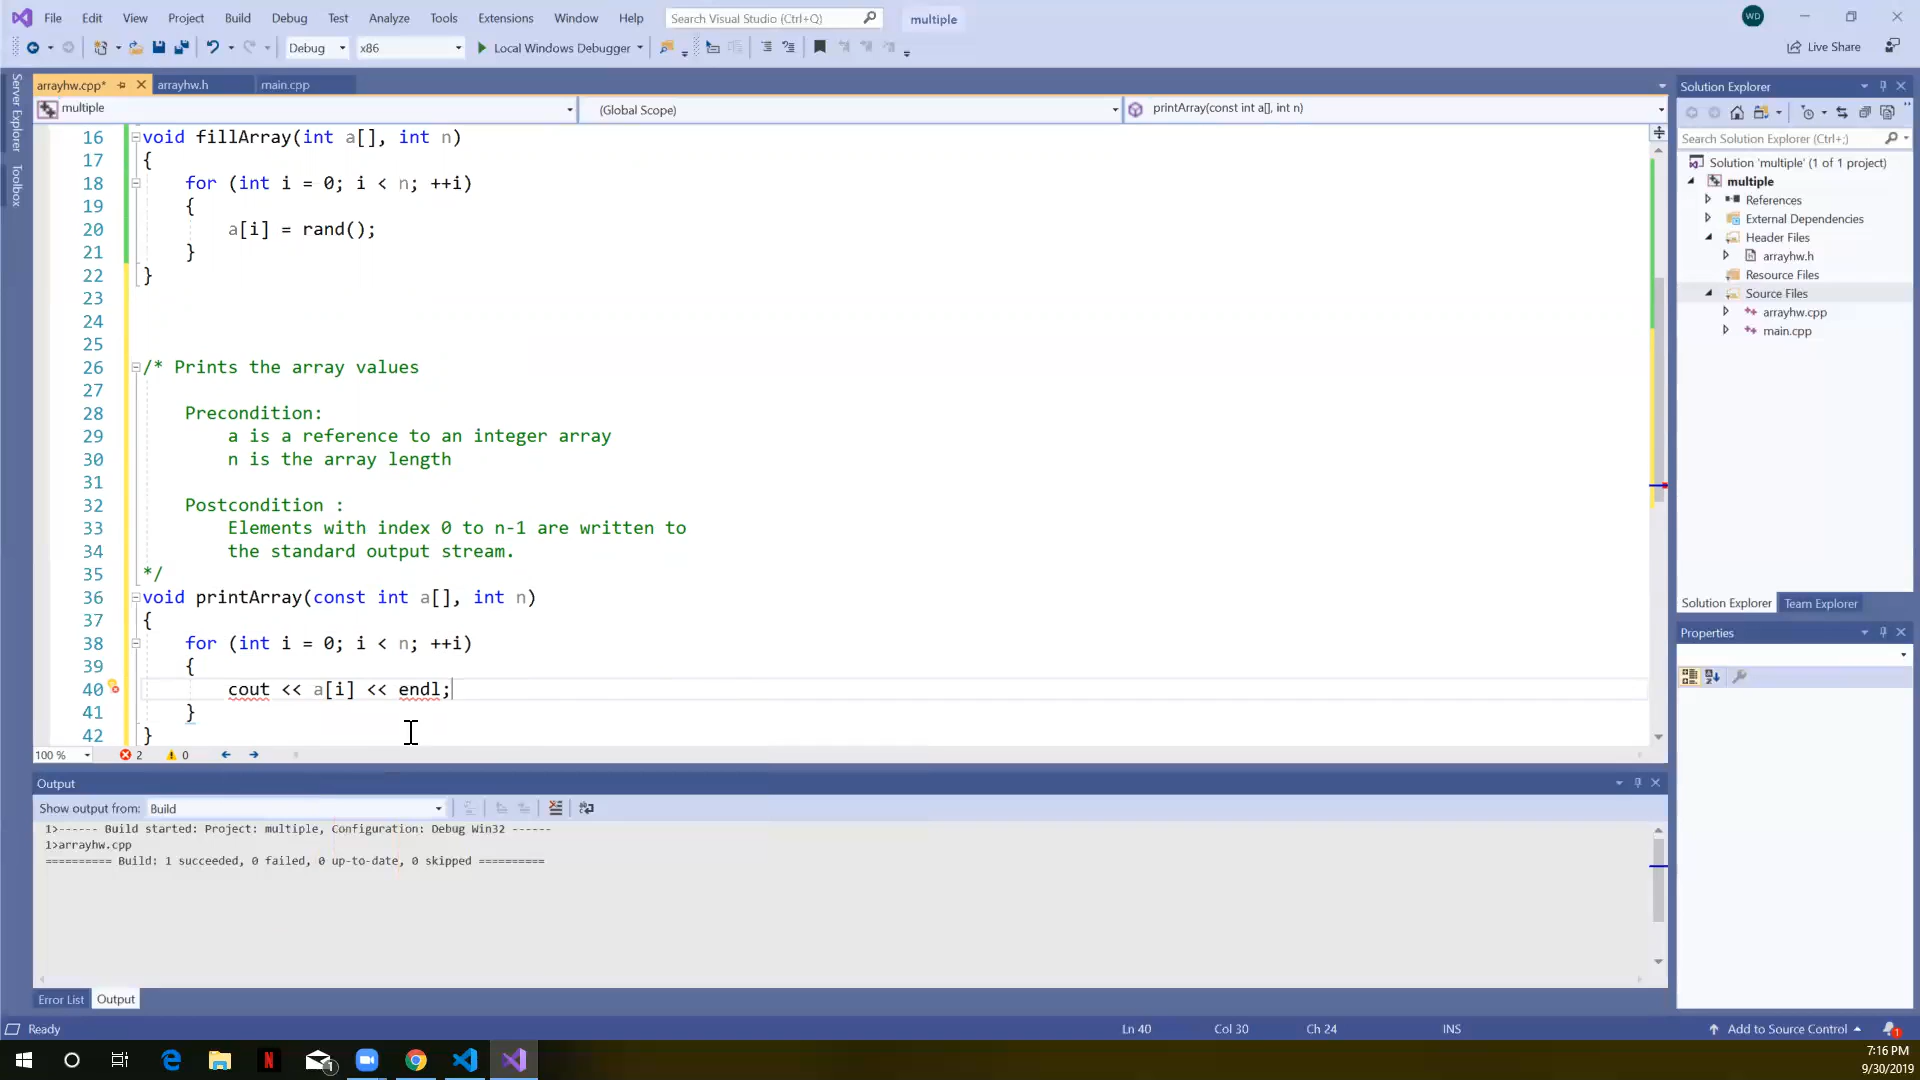 File Edit View Project Build Debug Test Analyze Tools Extensions Window Help Search Visual Studio (Ctrl+Q) multiple WD
Debug x86 Local Windows Debugger Live Share
Server Explorer
Toolbox
arrayhw.cpp* arrayhw.h main.cpp
multiple (Global Scope) printArray(const int a[], int n)
16 void fillArray(int a[], int n)
17 {
18 for (int i = 0; i < n; ++i)
19 {
20 a[i] = rand();
21 }
22 }
23
24
25
26 /* Prints the array values
27
28 Precondition:
29 a is a reference to an integer array
30 n is the array length
31
32 Postcondition :
33 Elements with index 0 to n-1 are written to
34 the standard output stream.
35 */
36 void printArray(const int a[], int n)
37 {
38 for (int i = 0; i < n; ++i)
39 {
40 cout << a[i] << endl;
41 }
42 }
100 % 2 0
Output
Show output from: Build
1>------ Build started: Project: multiple, Configuration: Debug Win32 ------
1>arrayhw.cpp
========== Build: 1 succeeded, 0 failed, 0 up-to-date, 0 skipped ==========
Error List Output
Solution Explorer
Search Solution Explorer (Ctrl+;)
Solution 'multiple' (1 of 1 project)
multiple
References
External Dependencies
Header Files
arrayhw.h
Resource Files
Source Files
arrayhw.cpp
main.cpp
Solution Explorer Team Explorer
Properties
Ready Ln 40 Col 30 Ch 24 INS Add to Source Control 1
1
7:16 PM
9/30/2019